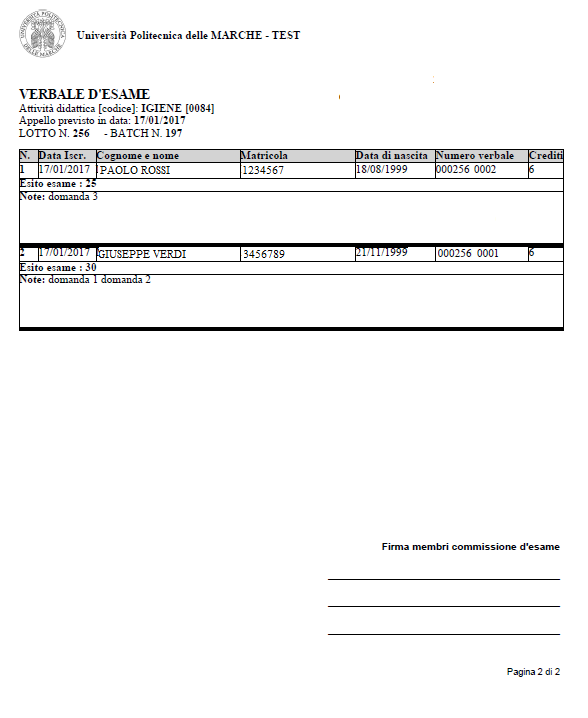 UNIVERSITÀ POLITECNICA DELLE MARCHE
Università Politecnica delle MARCHE - TEST
VERBALE D'ESAME
Attività didattica [codice]: IGIENE [0084]
Appello previsto in data: 17/01/2017
LOTTO N. 256 - BATCH N. 197
N. Data Iscr. Cognome e nome Matricola Data di nascita Numero verbale Crediti
1 17/01/2017 PAOLO ROSSI 1234567 18/08/1999 000256 0002 6
Esito esame : 25
Note: domanda 3
2 17/01/2017 GIUSEPPE VERDI 3456789 21/11/1999 000256 0001 6
Esito esame : 30
Note: domanda 1 domanda 2
Firma membri commissione d'esame
Pagina 2 di 2